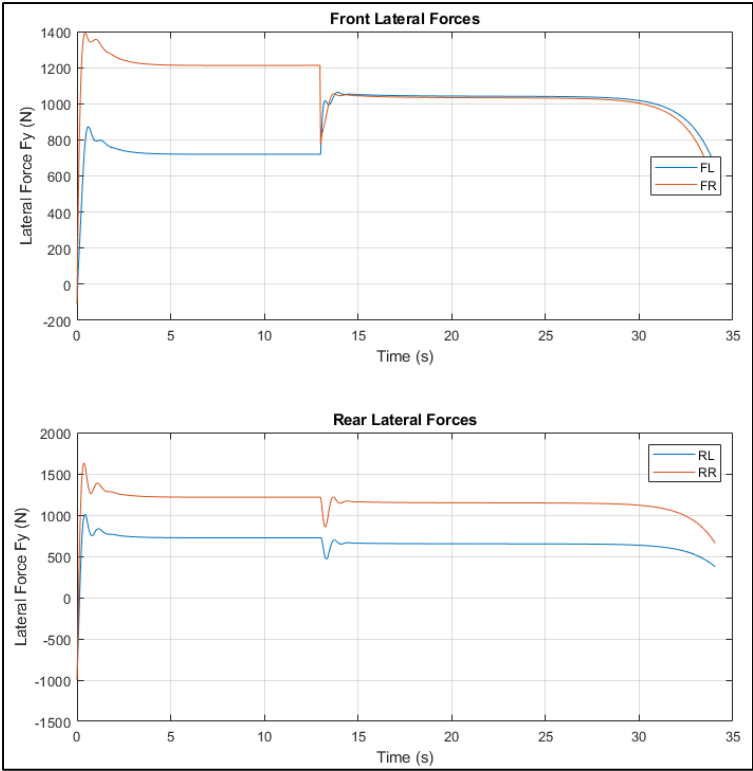 Front Lateral Forces
1400
1200
1000
800
600
400
200
0
-200
Lateral Force Fy (N)
FL
FR
0 5 10 15 20 25 30 35
Time (s)
Rear Lateral Forces
2000
1500
1000
500
0
-500
-1000
-1500
Lateral Force Fy (N)
RL
RR
0 5 10 15 20 25 30 35
Time (s)